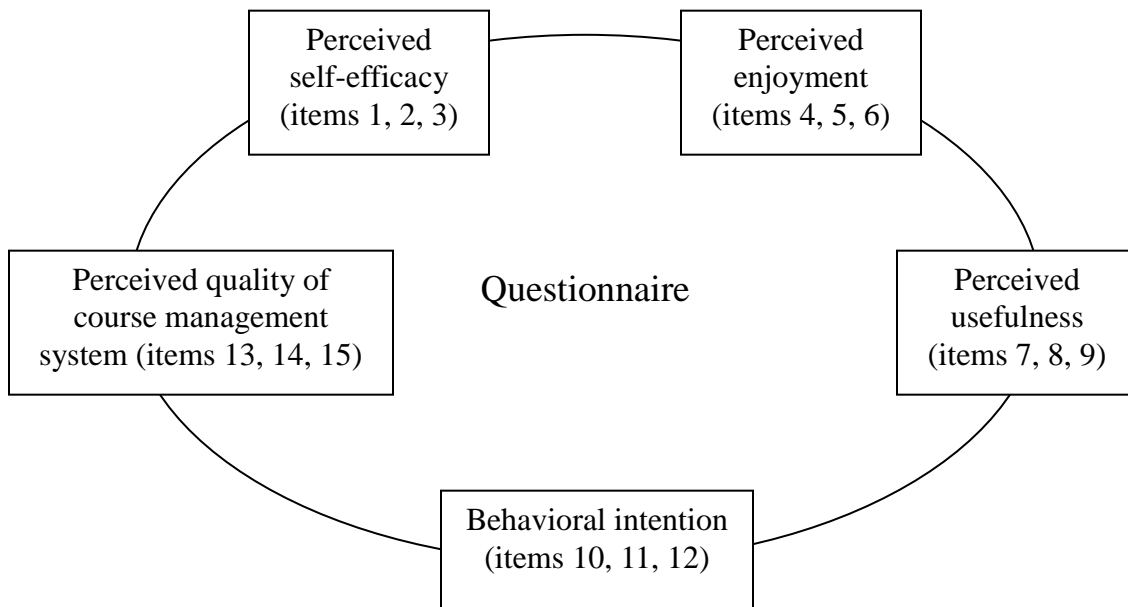 Perceived
self-efficacy
(items 1, 2, 3)
Perceived
enjoyment
(items 4, 5, 6)
Perceived quality of
course management
system (items 13, 14, 15)
Questionnaire
Perceived
usefulness
(items 7, 8, 9)
Behavioral intention
(items 10, 11, 12)